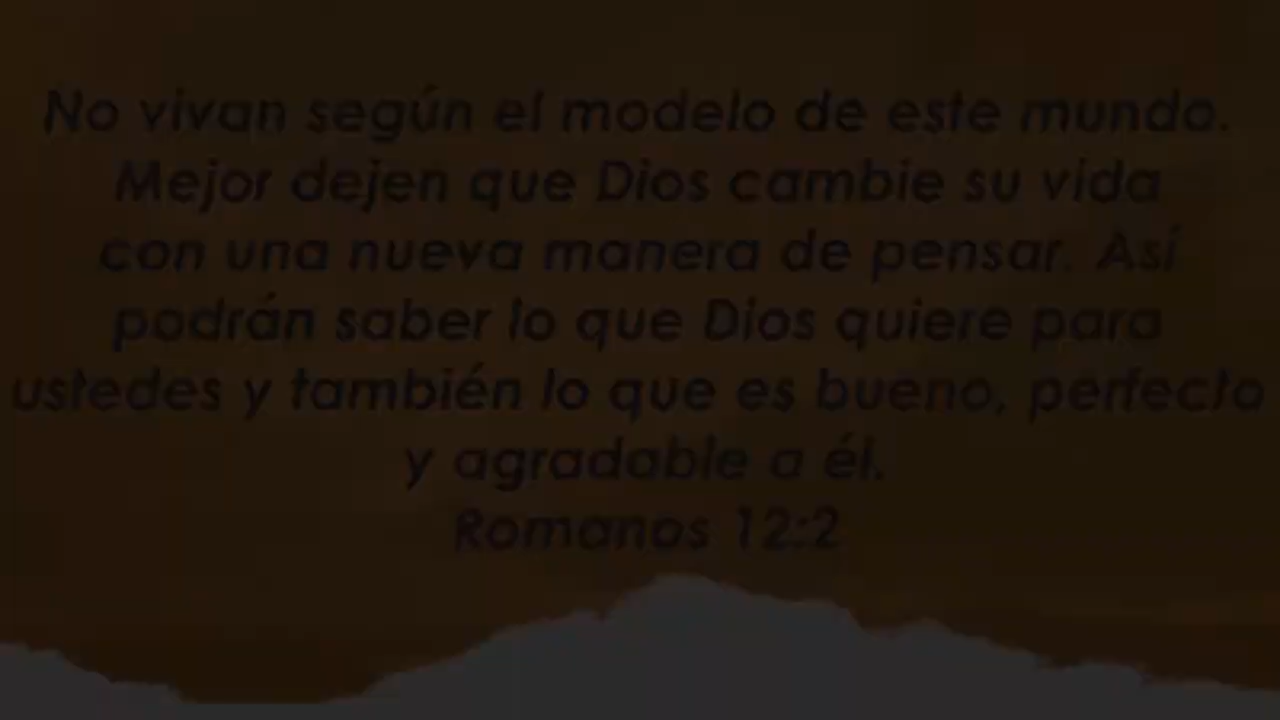 No vivan según el modelo de este mundo.
Mejor dejen que Dios cambie su vida
con una nueva manera de pensar. Así
podrán saber lo que Dios quiere para
ustedes y también lo que es bueno, perfecto
y agradable a él.
Romanos 12:2